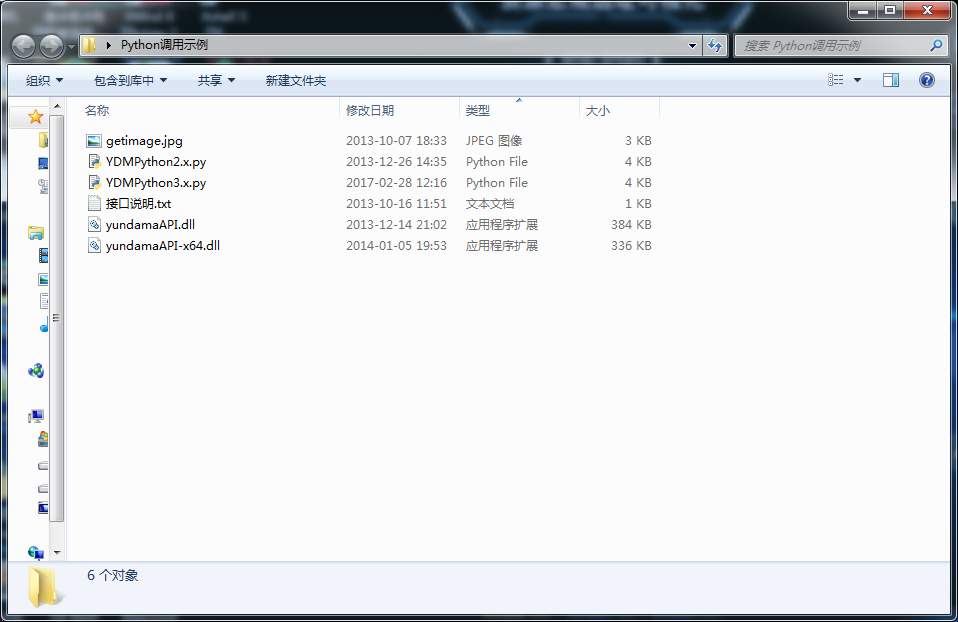 Python调用示例
搜索 Python调用示例
组织 包含到库中 共享 新建文件夹
名称 修改日期 类型 大小
getimage.jpg 2013-10-07 18:33 JPEG 图像 3 KB
YDMPython2.x.py 2013-12-26 14:35 Python File 4 KB
YDMPython3.x.py 2017-02-28 12:16 Python File 4 KB
接口说明.txt 2013-10-16 11:51 文本文档 1 KB
yundamaAPI.dll 2013-12-14 21:02 应用程序扩展 384 KB
yundamaAPI-x64.dll 2014-01-05 19:53 应用程序扩展 336 KB
6 个对象